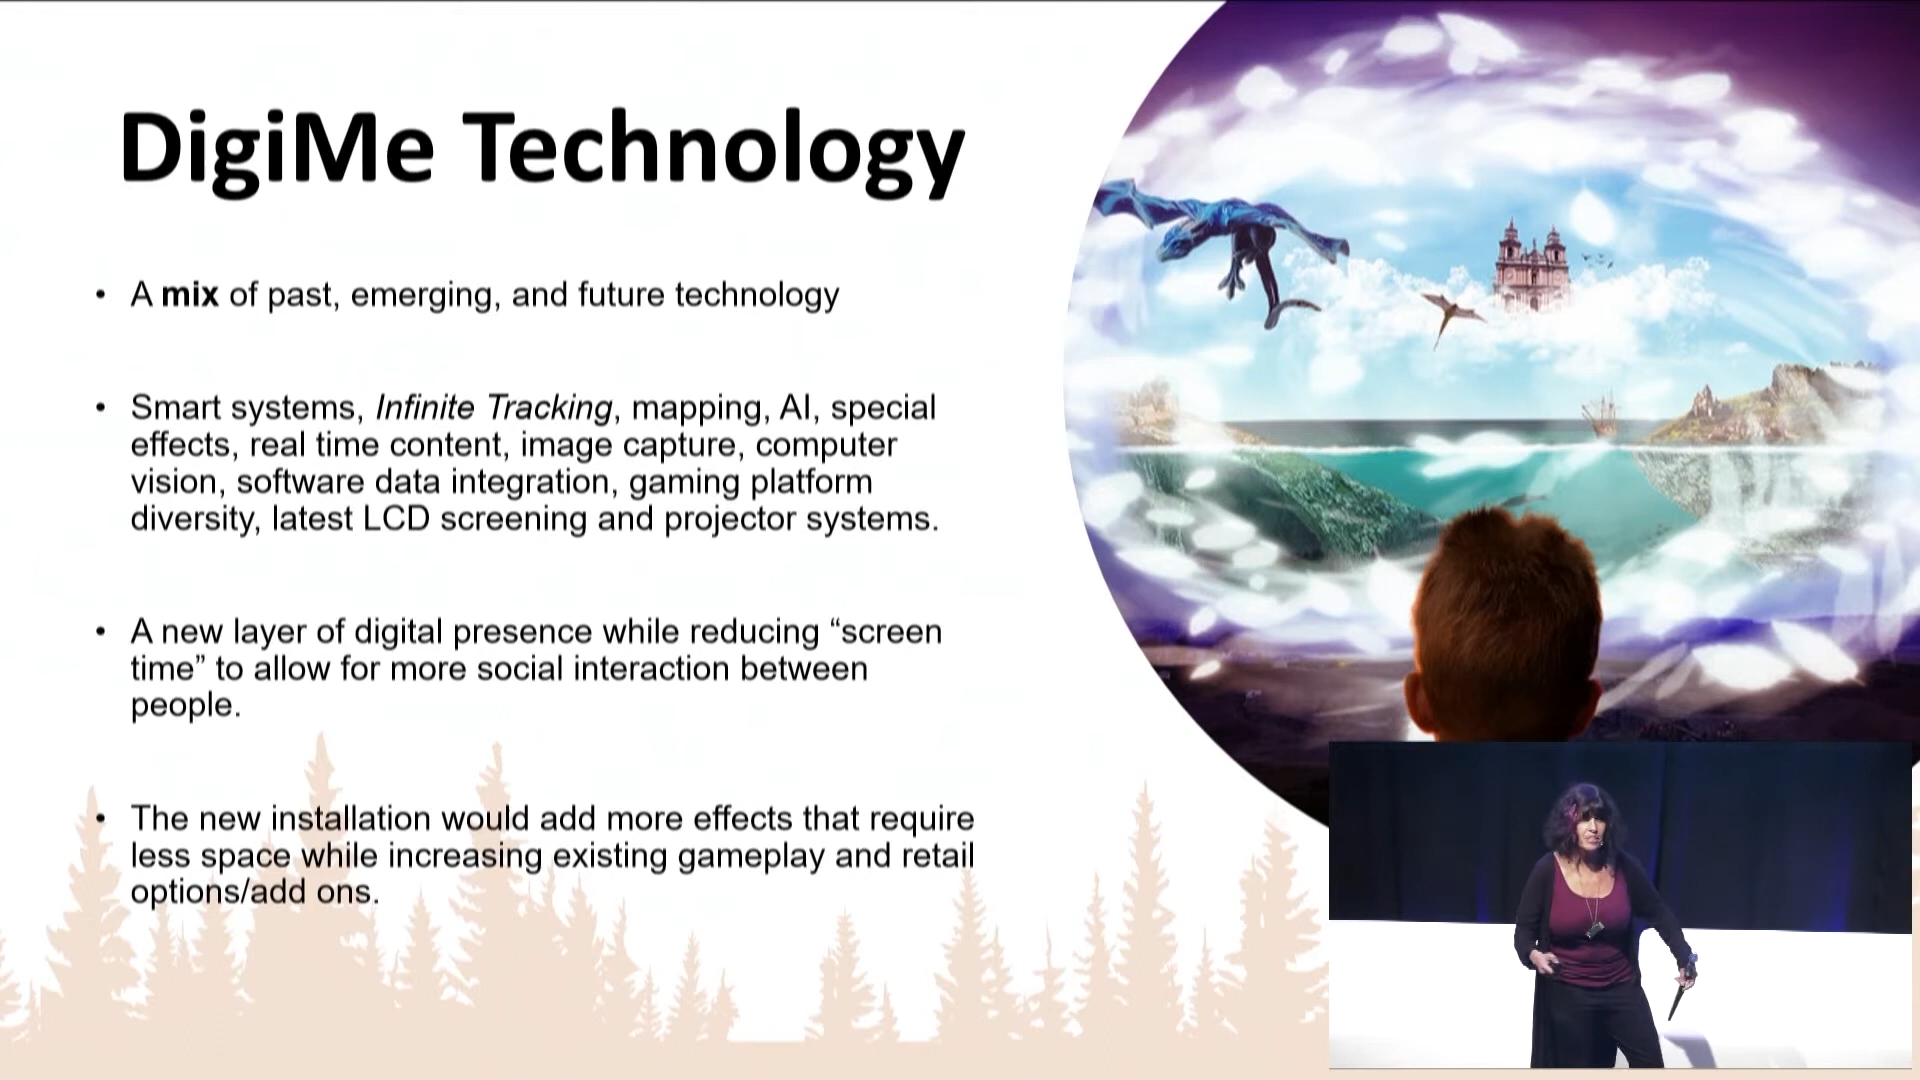 DigiMe Technology
• A mix of past, emerging, and future technology
• Smart systems, Infinite Tracking, mapping, AI, special
effects, real time content, image capture, computer
vision, software data integration, gaming platform
diversity, latest LCD screening and projector systems.
• A new layer of digital presence while reducing “screen
time” to allow for more social interaction between
people.
• The new installation would add more effects that require
less space while increasing existing gameplay and retail
options/add ons.